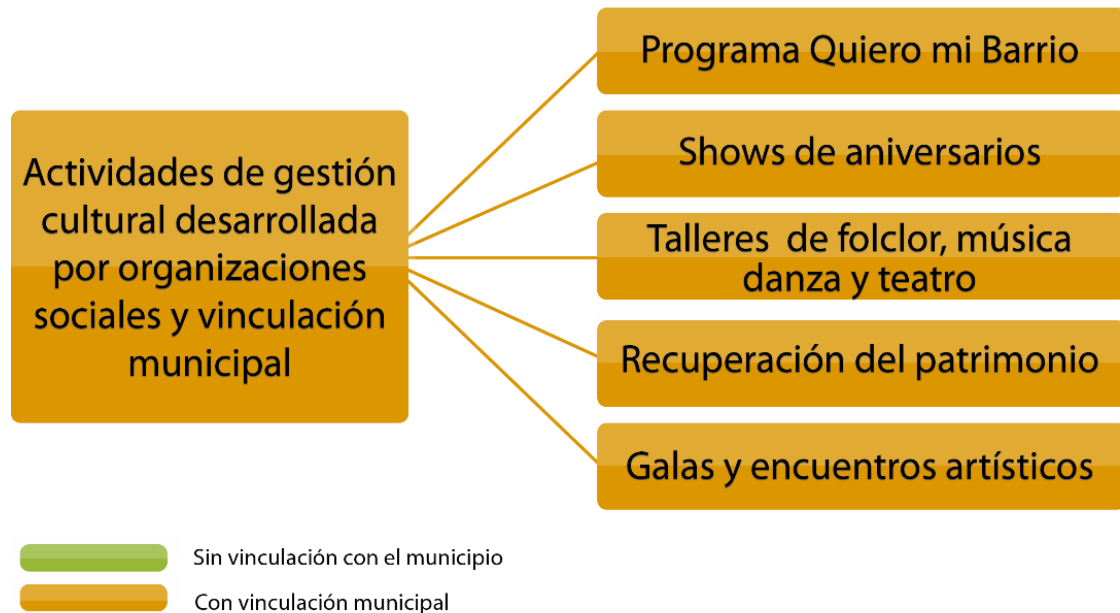 Actividades de gestión
cultural desarrollada
por organizaciones
sociales y vinculación
municipal
Programa Quiero mi Barrio
Shows de aniversarios
Talleres de folclor, música
danza y teatro
Recuperación del patrimonio
Galas y encuentros artísticos
Sin vinculación con el municipio
Con vinculación municipal